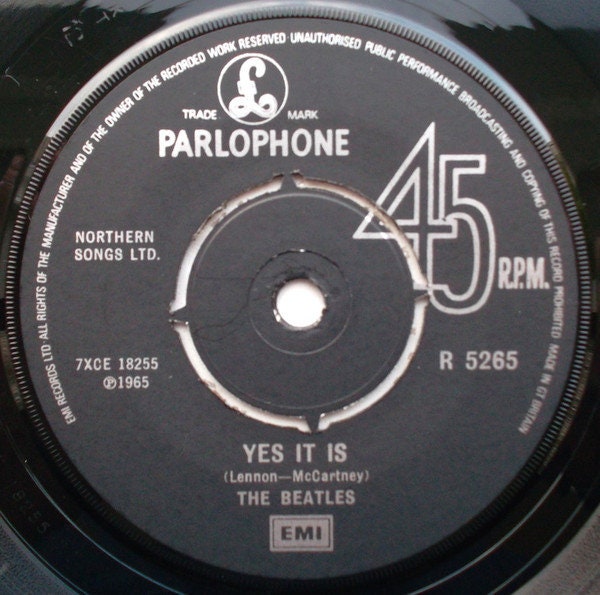 EMI RECORDS LTD ALL RIGHTS OF THE MANUFACTURER AND OF THE OWNER OF THE RECORDED WORK RESERVED UNAUTHORISED PUBLIC PERFORMANCE BROADCASTING AND COPYING OF THIS RECORD PROHIBITED MADE IN GT BRITAIN
£
TRADE MARK
PARLOPHONE
45 R.P.M.
NORTHERN
SONGS LTD.
7XCE 18255
℗1965
R 5265
YES IT IS
(Lennon—McCartney)
THE BEATLES
EMI